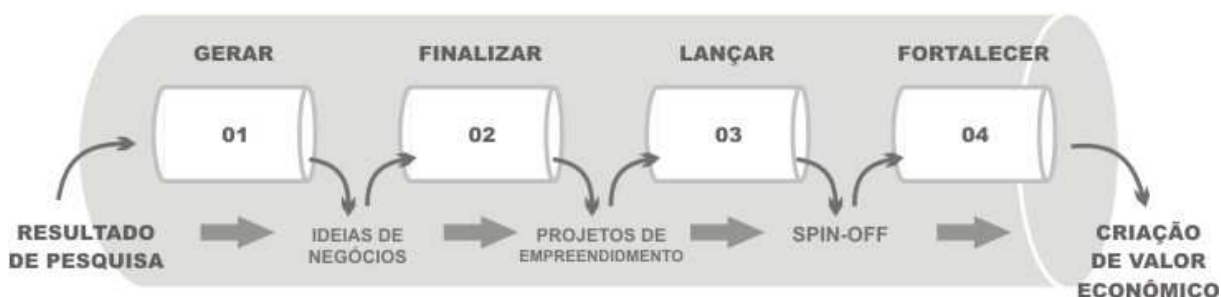 GERAR
FINALIZAR
LANÇAR
FORTALECER
01
02
03
04
RESULTADO
DE PESQUISA
IDEIAS DE
NEGÓCIOS
PROJETOS DE
EMPREENDIDMENTO
SPIN-OFF
CRIAÇÃO
DE VALOR
ECONÔMICO